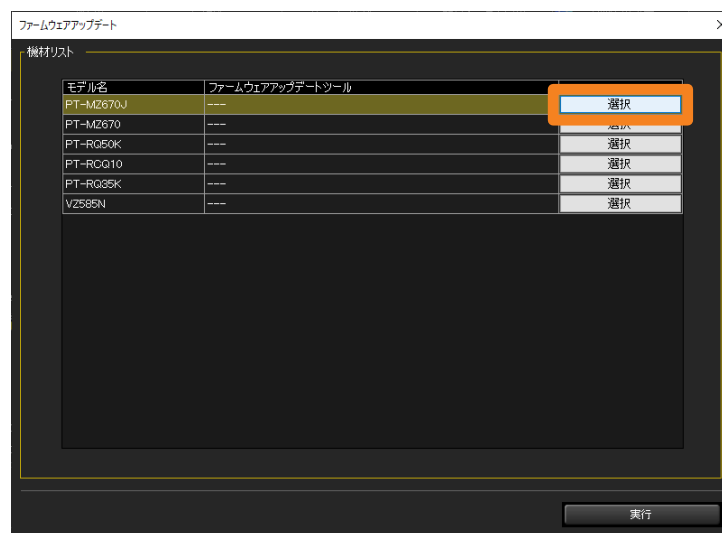 ファームウェアアップデート
機材リスト
モデル名 ファームウェアアップデートツール
PT-MZ670J --- 選択
PT-MZ670 --- 選択
PT-RQ50K --- 選択
PT-RCQ10 --- 選択
PT-RQ35K --- 選択
VZ585N --- 選択
実行